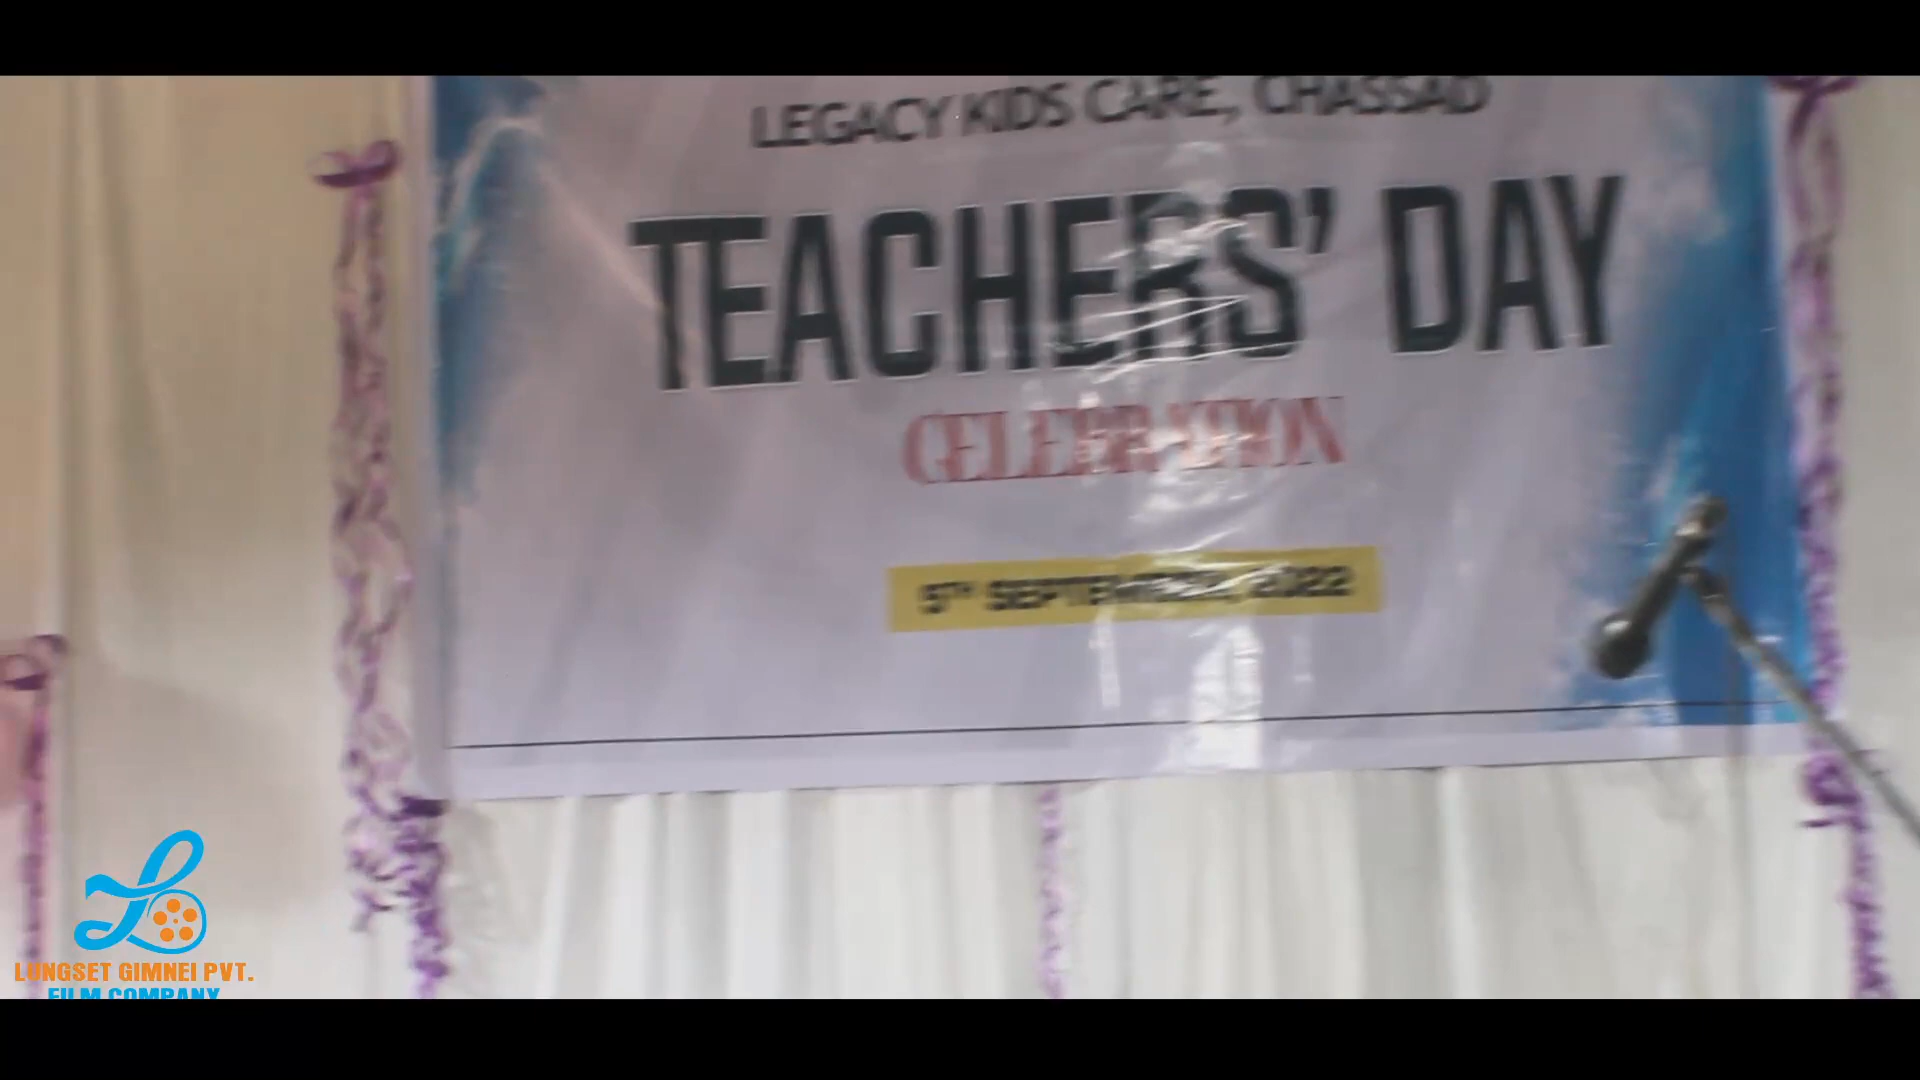 LEGACY KIDS CARE, CHASSAD
TEACHERS' DAY
CELEBRATION
5TH SEPTEMBER, 2022
LUNGSET GIMNEI PVT.
FILM COMPANY